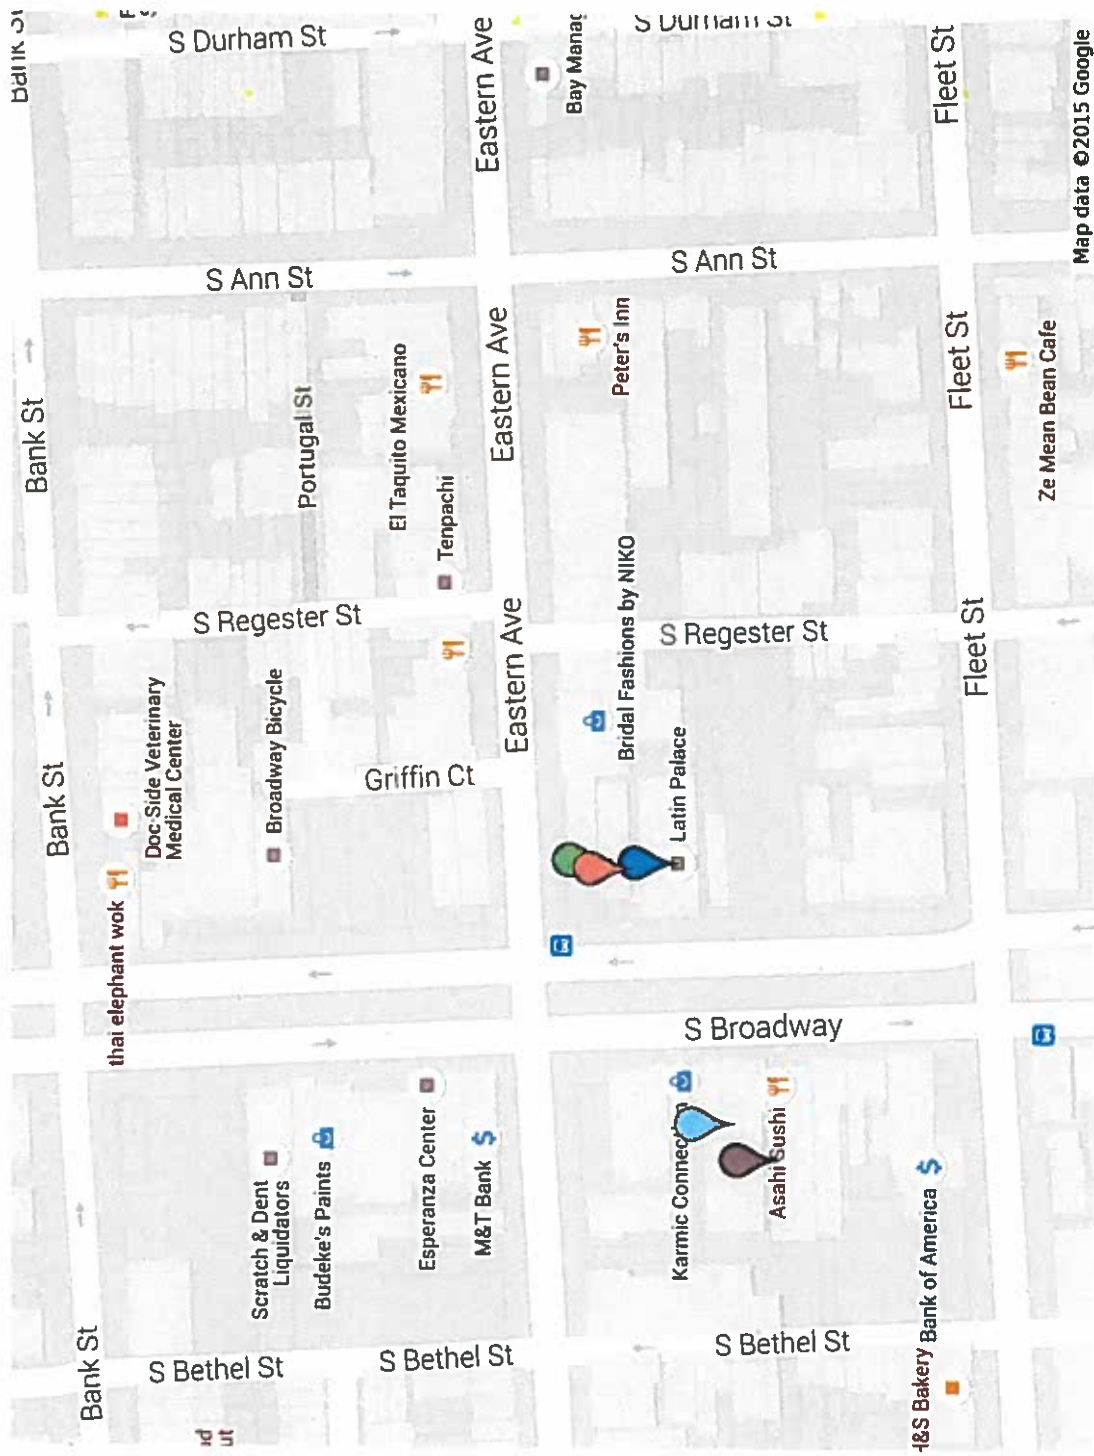 Bank St
S Durham St
Eastern Ave
Bay Manag
S Durham St
Fleet St
Map data ©2015 Google
S Ann St
S Ann St
Bank St
Portugal St
El Taquito Mexicano
Tenpachi
Eastern Ave
Peter's Inn
Fleet St
Ze Mean Bean Cafe
S Regester St
S Regester St
Eastern Ave
Bridal Fashions by NIKO
Fleet St
Bank St
Doc-Side Veterinary
Medical Center
Broadway Bicycle
Griffin Ct
Latin Palace
thai elephant wok
S Broadway
Scratch & Dent
Liquidators
Budeke's Paints
Esperanza Center
M&T Bank
$
Karmic Connec
Asahi Sushi
Bank of America
$
H&S Bakery
Bank St
S Bethel St
S Bethel St
S Bethel St
ut